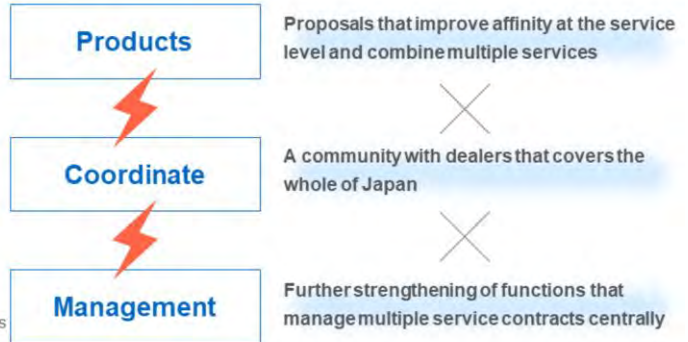 Products
Proposals that improve affinity at the service
level and combine multiple services
Coordinate
A community with dealers that covers the
whole of Japan
Management
Further strengthening of functions that
manage multiple service contracts centrally
s